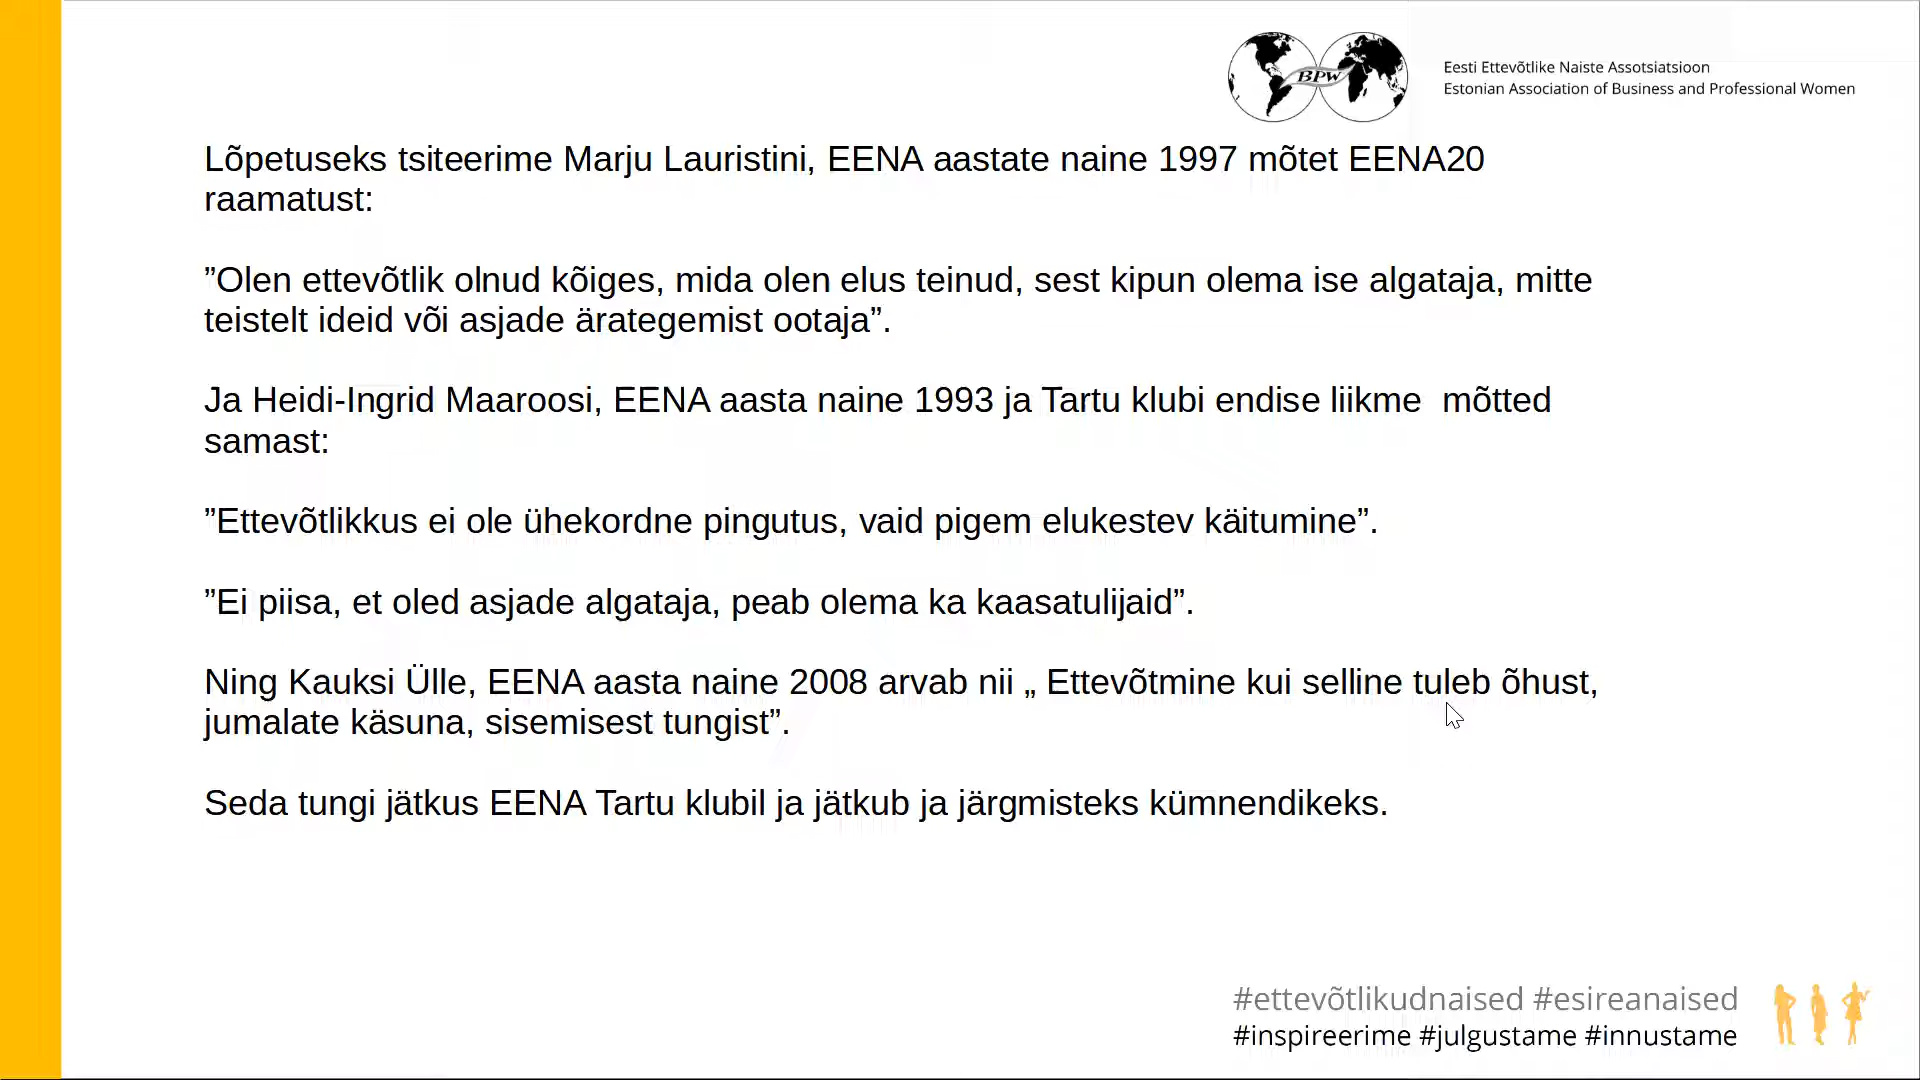 BPW
Eesti Ettevõtlike Naiste Assotsiatsioon
Estonian Association of Business and Professional Women
Lõpetuseks tsiteerime Marju Lauristini, EENA aastate naine 1997 mõtet EENA20
raamatust:
”Olen ettevõtlik olnud kõiges, mida olen elus teinud, sest kipun olema ise algataja, mitte
teistelt ideid või asjade ärategemist ootaja”.
Ja Heidi-Ingrid Maaroosi, EENA aasta naine 1993 ja Tartu klubi endise liikme  mõtted
samast:
”Ettevõtlikkus ei ole ühekordne pingutus, vaid pigem elukestev käitumine”.
”Ei piisa, et oled asjade algataja, peab olema ka kaasatulijaid”.
Ning Kauksi Ülle, EENA aasta naine 2008 arvab nii „ Ettevõtmine kui selline tuleb õhust,
jumalate käsuna, sisemisest tungist”.
Seda tungi jätkus EENA Tartu klubil ja jätkub ja järgmisteks kümnendikeks.
#ettevõtlikudnaised #esireanaised
#inspireerime #julgustame #innustame